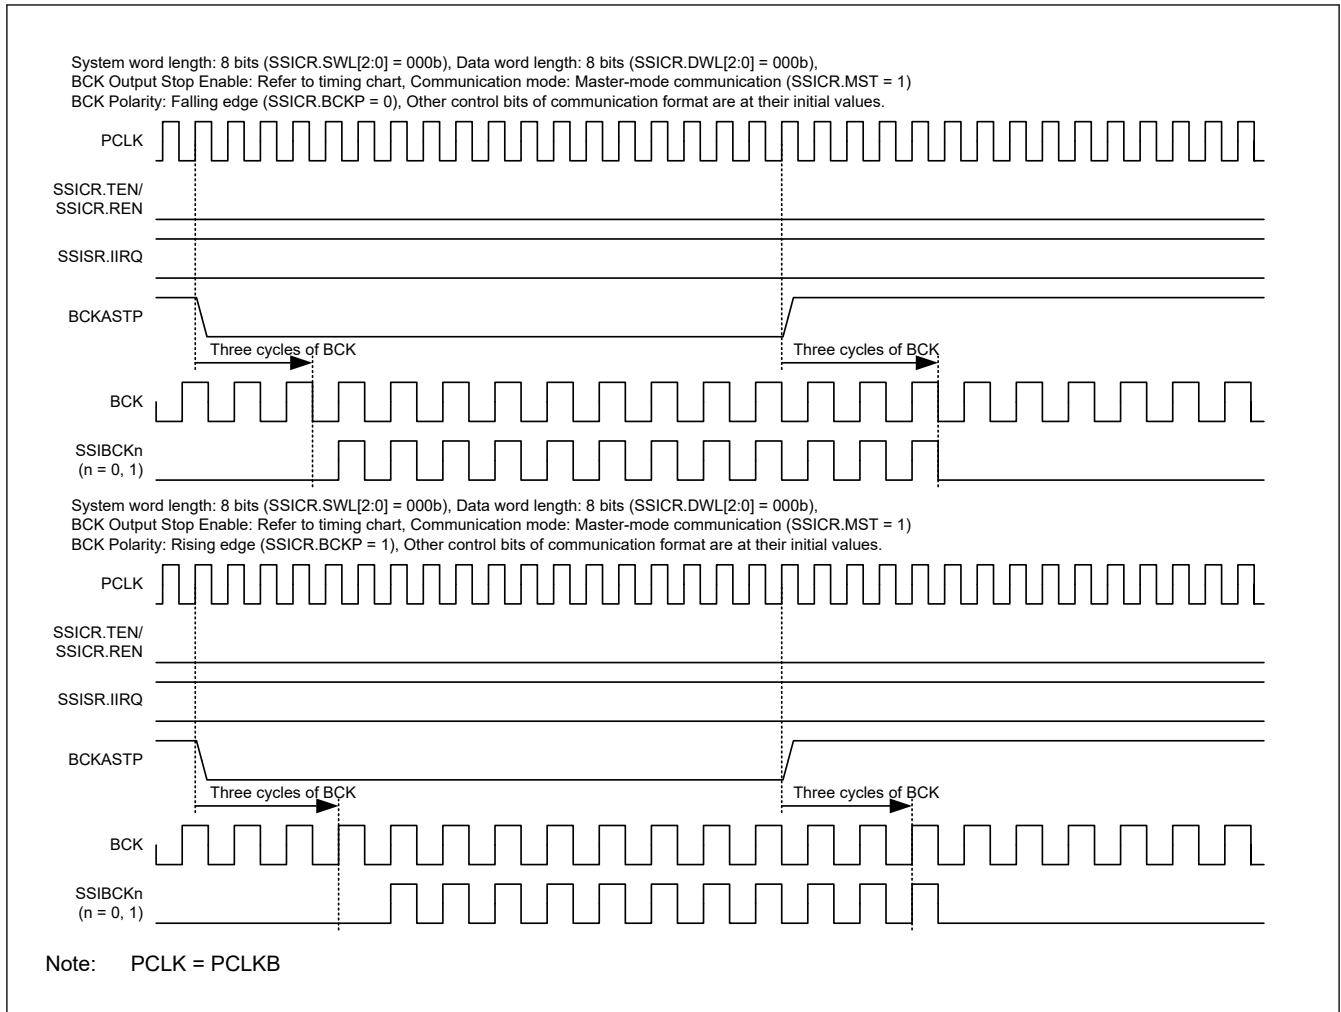 System word length: 8 bits (SSICR.SWL[2:0] = 000b), Data word length: 8 bits (SSICR.DWL[2:0] = 000b),
BCK Output Stop Enable: Refer to timing chart, Communication mode: Master-mode communication (SSICR.MST = 1)
BCK Polarity: Falling edge (SSICR.BCKP = 0), Other control bits of communication format are at their initial values.
PCLK
SSICR.TEN/
SSICR.REN
SSISR.IIRQ
BCKASTP
Three cycles of BCK
Three cycles of BCK
BCK
SSIBCKn
(n = 0, 1)
System word length: 8 bits (SSICR.SWL[2:0] = 000b), Data word length: 8 bits (SSICR.DWL[2:0] = 000b),
BCK Output Stop Enable: Refer to timing chart, Communication mode: Master-mode communication (SSICR.MST = 1)
BCK Polarity: Rising edge (SSICR.BCKP = 1), Other control bits of communication format are at their initial values.
PCLK
SSICR.TEN/
SSICR.REN
SSISR.IIRQ
BCKASTP
Three cycles of BCK
Three cycles of BCK
BCK
SSIBCKn
(n = 0, 1)
Note: PCLK = PCLKB